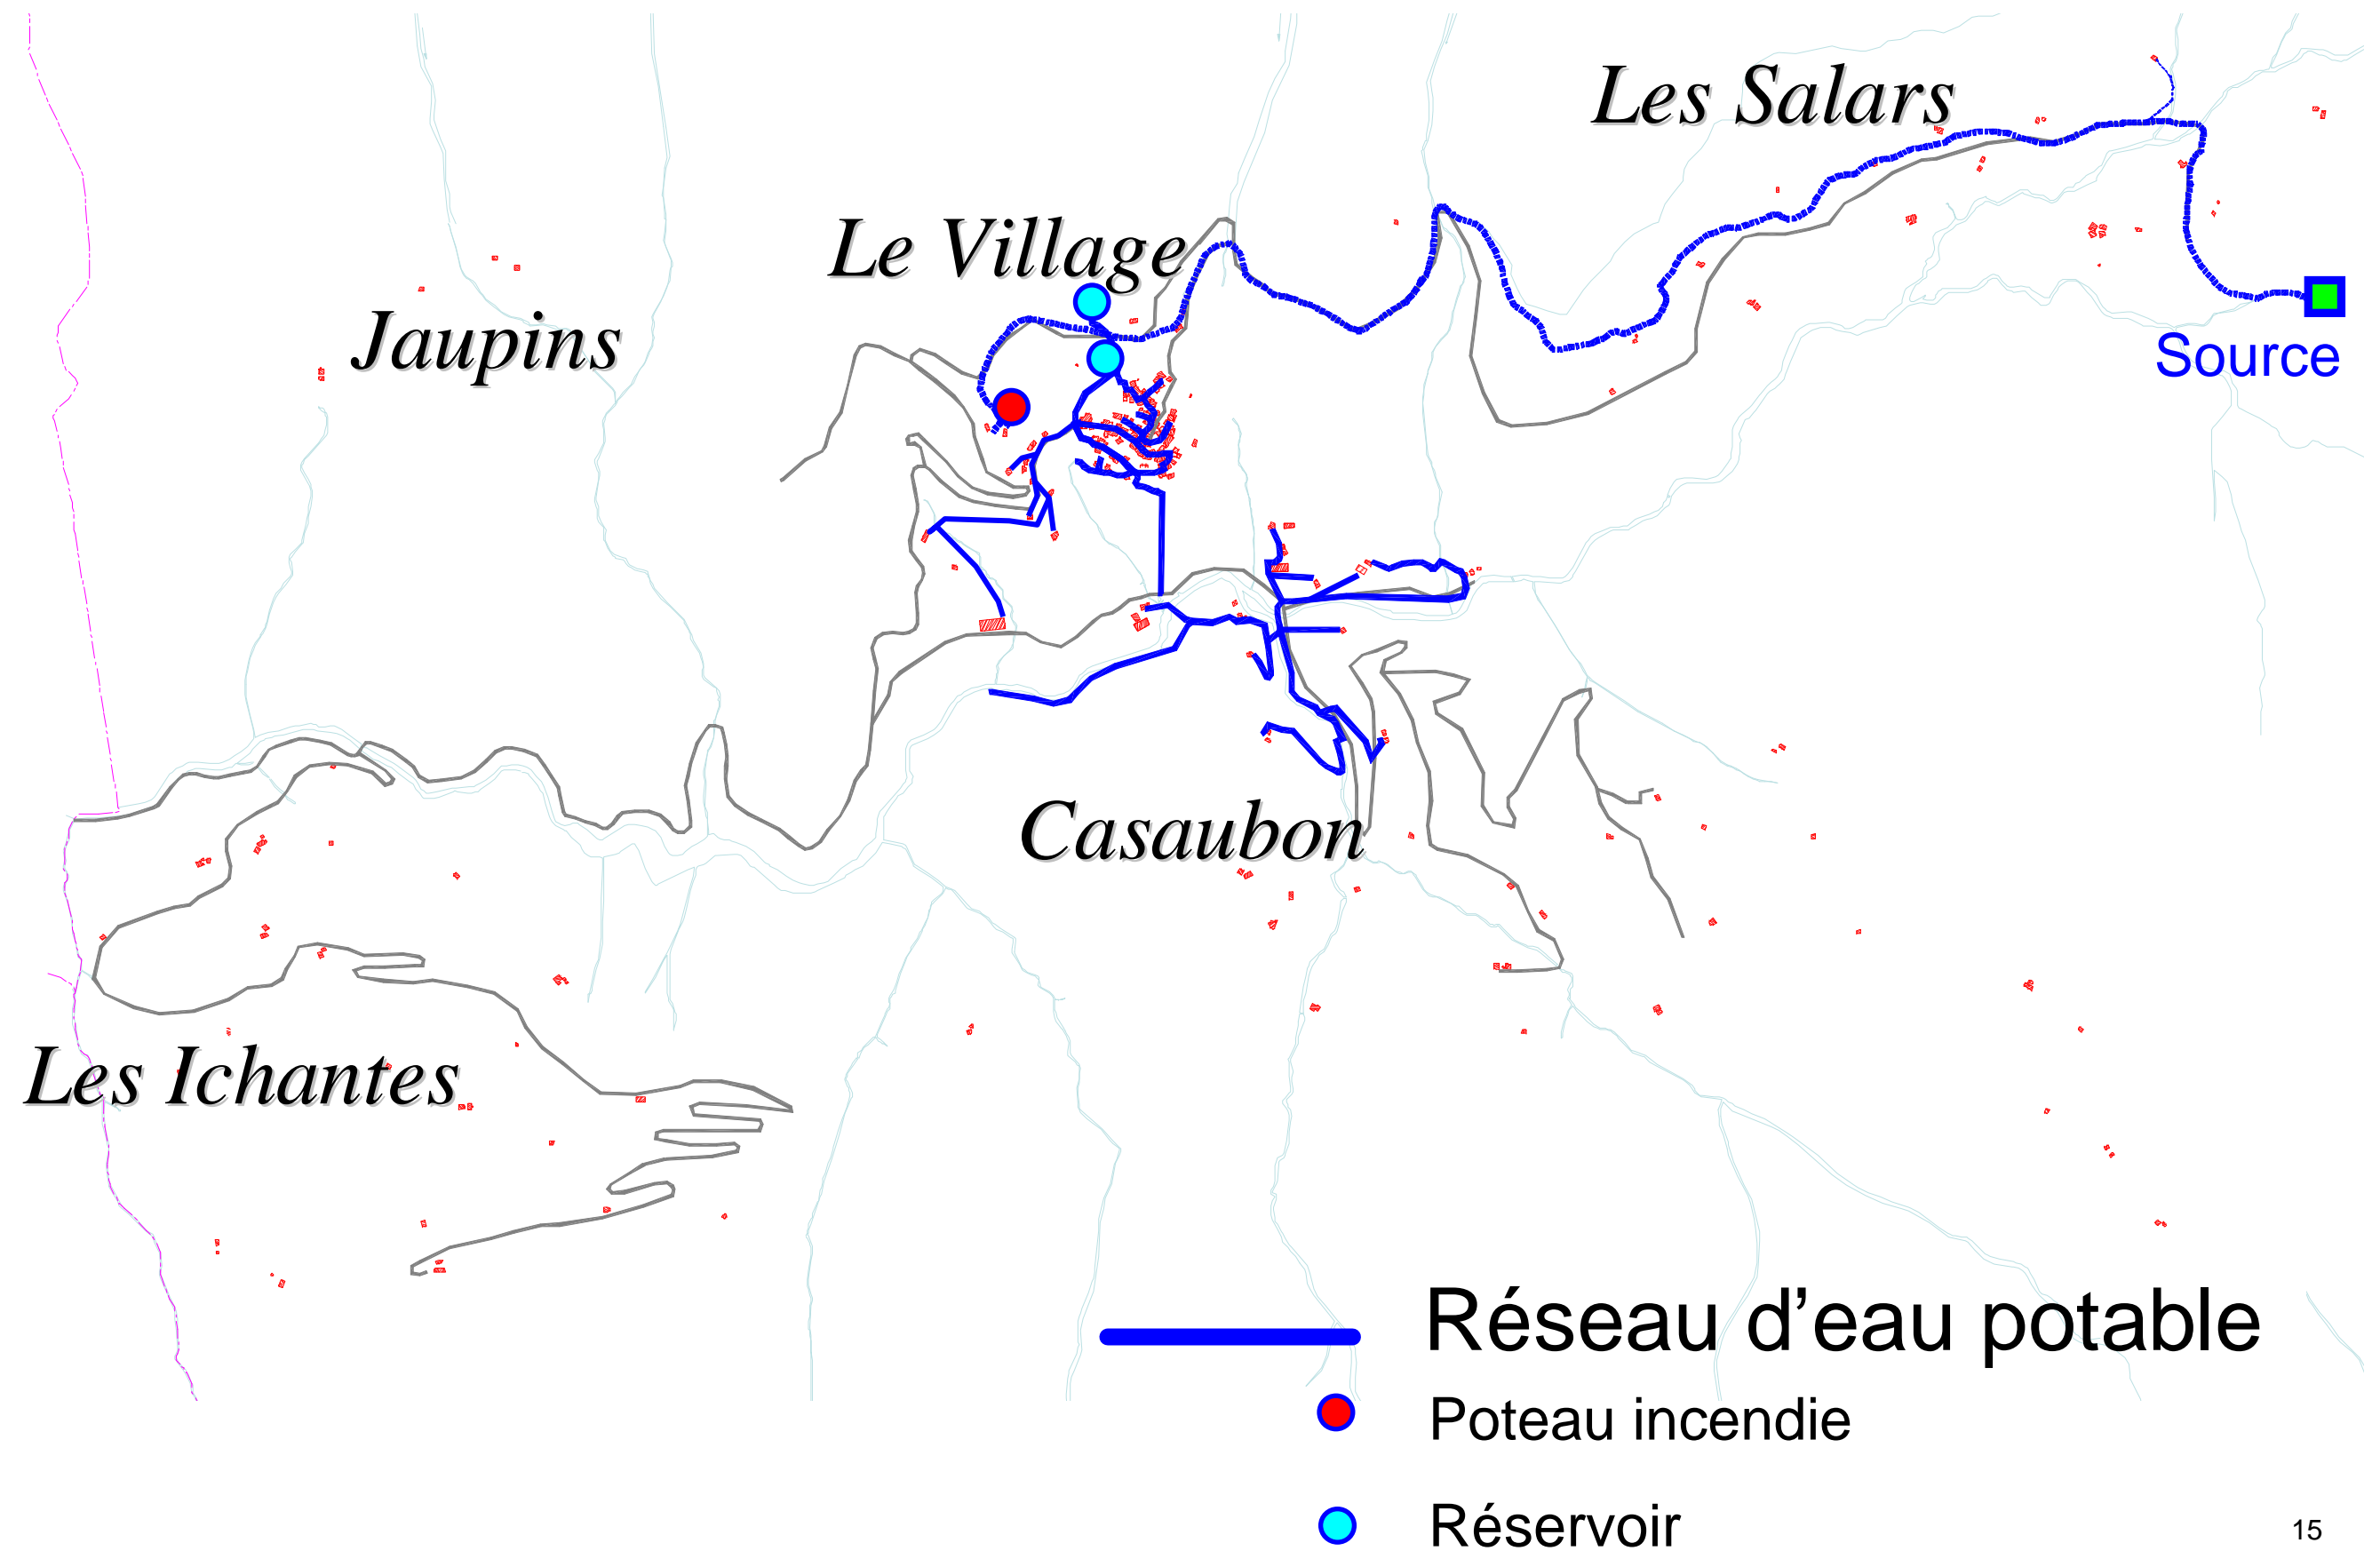 Les Salars
Le Village
Jaupins
Source
Casaubon
Les Ichantes
Réseau d’eau potable
Poteau incendie
Réservoir
15